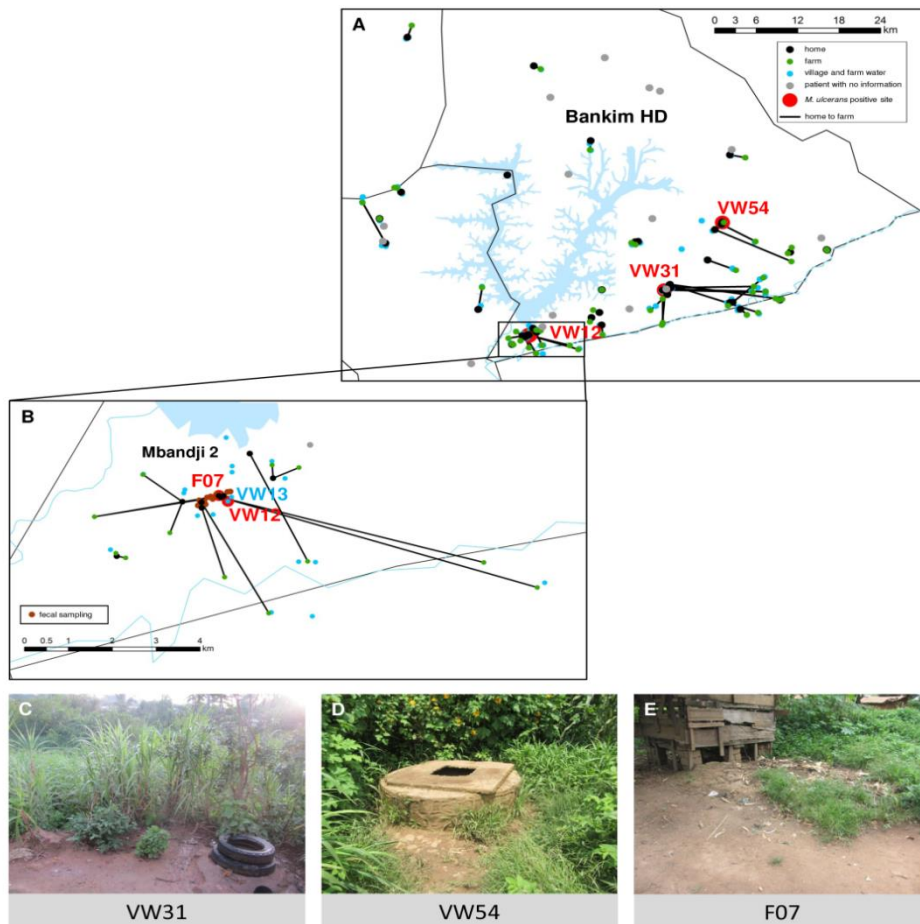 A
0 3 6 12 18 24
km
home
farm
village and farm water
patient with no information
M. ulcerans positive site
home to farm
Bankim HD
VW54
VW31
VW12
B
Mbandji 2
F07
VW13
VW12
fecal sampling
0 0.5 1 2 3 4
km
C
D
E
VW31
VW54
F07